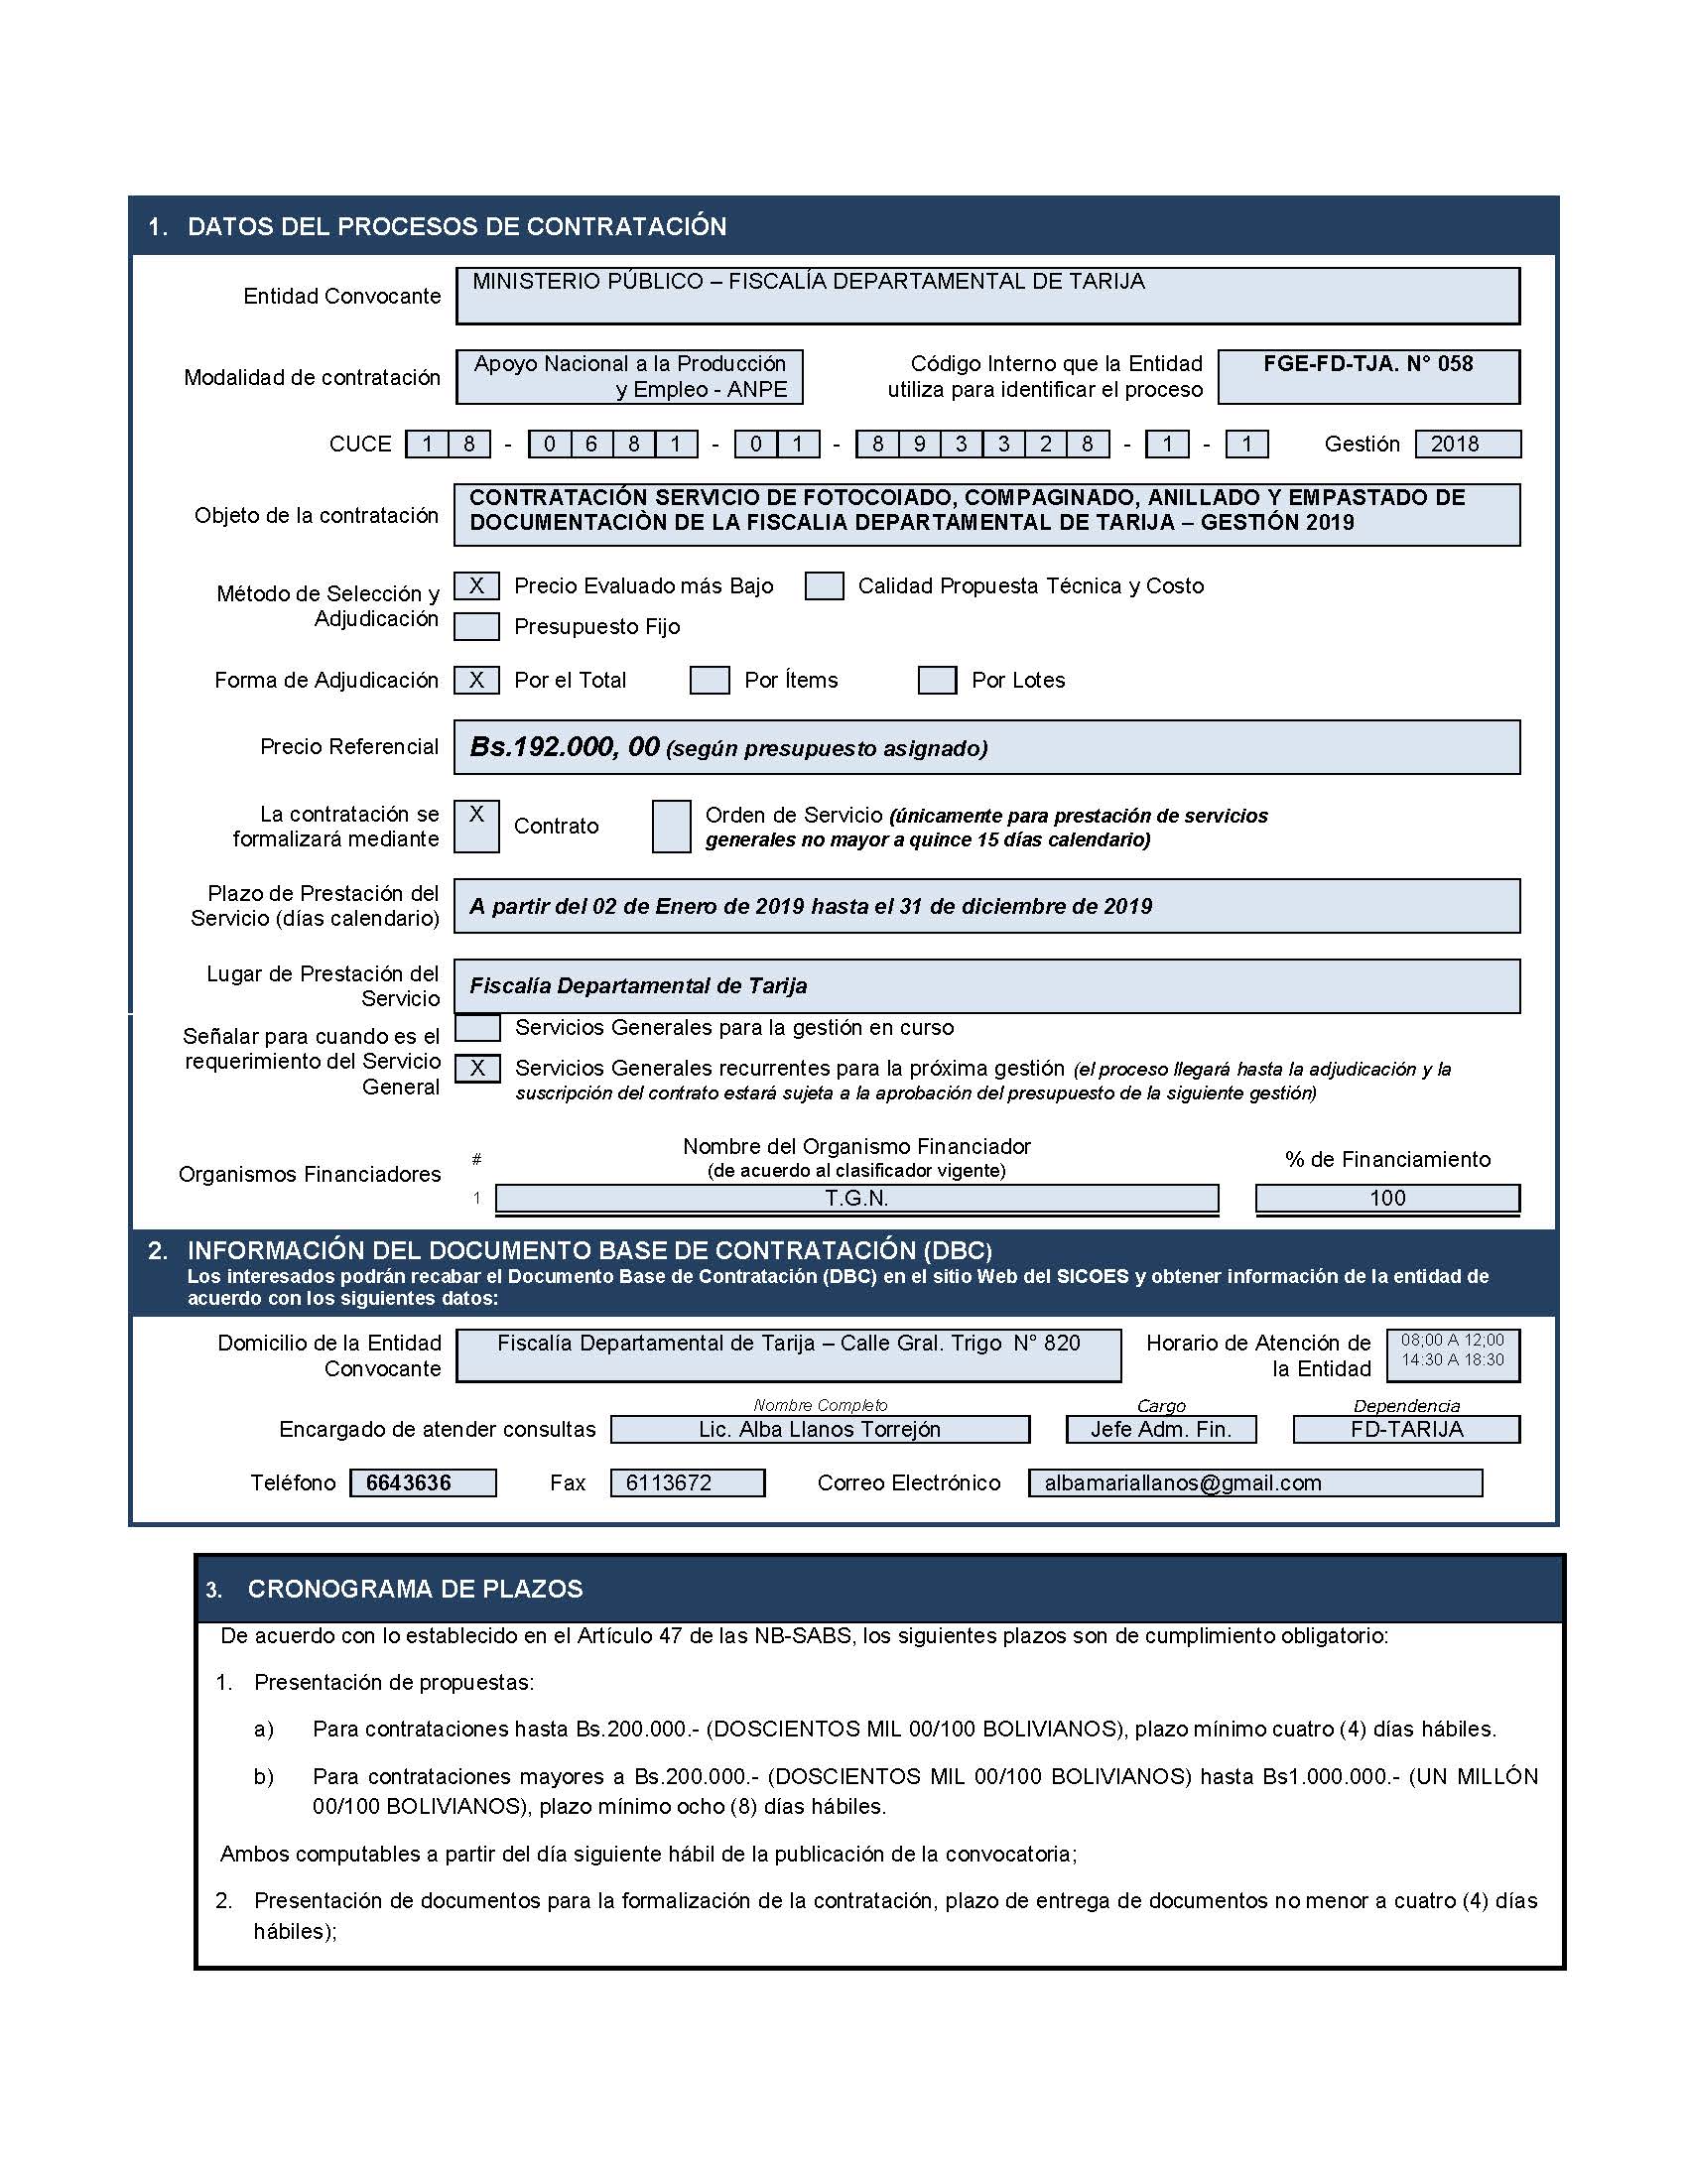 1. DATOS DEL PROCESOS DE CONTRATACIÓN
Entidad Convocante
MINISTERIO PÚBLICO – FISCALÍA DEPARTAMENTAL DE TARIJA
Modalidad de contratación
Apoyo Nacional a la Producción
y Empleo - ANPE
Código Interno que la Entidad
utiliza para identificar el proceso
FGE-FD-TJA. N° 058
CUCE 1 8 - 0 6 8 1 - 0 1 - 8 9 3 3 2 8 - 1 - 1 Gestión 2018
Objeto de la contratación
CONTRATACIÓN SERVICIO DE FOTOCOIADO, COMPAGINADO, ANILLADO Y EMPASTADO DE
DOCUMENTACIÒN DE LA FISCALIA DEPARTAMENTAL DE TARIJA – GESTIÓN 2019
Método de Selección y
Adjudicación
X Precio Evaluado más Bajo Calidad Propuesta Técnica y Costo
Presupuesto Fijo
Forma de Adjudicación X Por el Total Por Ítems Por Lotes
Precio Referencial Bs.192.000, 00 (según presupuesto asignado)
La contratación se
formalizará mediante
X Contrato
Orden de Servicio (únicamente para prestación de servicios
generales no mayor a quince 15 días calendario)
Plazo de Prestación del
Servicio (días calendario)
A partir del 02 de Enero de 2019 hasta el 31 de diciembre de 2019
Lugar de Prestación del
Servicio
Fiscalía Departamental de Tarija
Señalar para cuando es el
requerimiento del Servicio
General
Servicios Generales para la gestión en curso
X Servicios Generales recurrentes para la próxima gestión (el proceso llegará hasta la adjudicación y la
suscripción del contrato estará sujeta a la aprobación del presupuesto de la siguiente gestión)
Organismos Financiadores
# Nombre del Organismo Financiador
(de acuerdo al clasificador vigente)
% de Financiamiento
1 T.G.N. 100
2. INFORMACIÓN DEL DOCUMENTO BASE DE CONTRATACIÓN (DBC)
Los interesados podrán recabar el Documento Base de Contratación (DBC) en el sitio Web del SICOES y obtener información de la entidad de
acuerdo con los siguientes datos:
Domicilio de la Entidad
Convocante
Fiscalía Departamental de Tarija – Calle Gral. Trigo N° 820
Horario de Atención de
la Entidad
08;00 A 12;00
14:30 A 18:30
Nombre Completo Cargo Dependencia
Encargado de atender consultas Lic. Alba Llanos Torrejón Jefe Adm. Fin. FD-TARIJA
Teléfono 6643636 Fax 6113672 Correo Electrónico albamariallanos@gmail.com
3. CRONOGRAMA DE PLAZOS
De acuerdo con lo establecido en el Artículo 47 de las NB-SABS, los siguientes plazos son de cumplimiento obligatorio:
1. Presentación de propuestas:
a) Para contrataciones hasta Bs.200.000.- (DOSCIENTOS MIL 00/100 BOLIVIANOS), plazo mínimo cuatro (4) días hábiles.
b) Para contrataciones mayores a Bs.200.000.- (DOSCIENTOS MIL 00/100 BOLIVIANOS) hasta Bs1.000.000.- (UN MILLÓN
00/100 BOLIVIANOS), plazo mínimo ocho (8) días hábiles.
Ambos computables a partir del día siguiente hábil de la publicación de la convocatoria;
2. Presentación de documentos para la formalización de la contratación, plazo de entrega de documentos no menor a cuatro (4) días
hábiles);